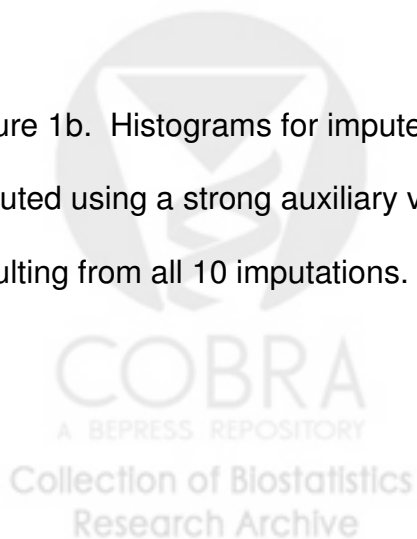 ure 1b. Histograms for impute
uted using a strong auxiliary v
ulting from all 10 imputations.
COBRA
A BEPRESS REPOSITORY
Collection of Biostatistics
Research Archive